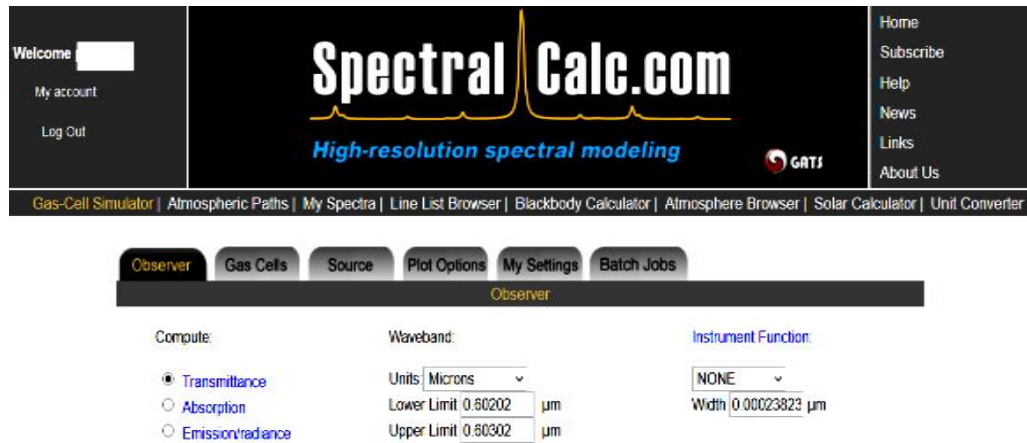 Welcome
My account
Log Out
Spectral Calc.com
High-resolution spectral modeling
GATS
Home
Subscribe
Help
News
Links
About Us
Gas-Cell Simulator | Atmospheric Paths | My Spectra | Line List Browser | Blackbody Calculator | Atmosphere Browser | Solar Calculator | Unit Converter
Observer Gas Cells Source Plot Options My Settings Batch Jobs
Observer
Compute: Waveband: Instrument Function:
Transmittance Units: Microns NONE
Absorption Lower Limit 0.60202 µm Width 0.00023823 µm
Emission/radiance Upper Limit 0.60302 µm